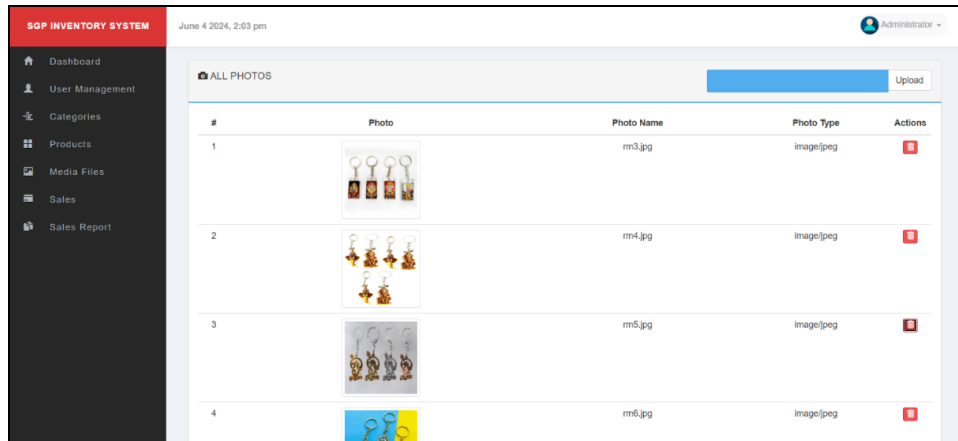 SGP INVENTORY SYSTEM
June 4 2024, 2:03 pm
Administrator
Dashboard
User Management
Categories
Products
Media Files
Sales
Sales Report
ALL PHOTOS
Upload
# Photo Photo Name Photo Type Actions
1 rm3.jpg image/jpeg
2 rm4.jpg image/jpeg
3 rm5.jpg image/jpeg
4 rm6.jpg image/jpeg